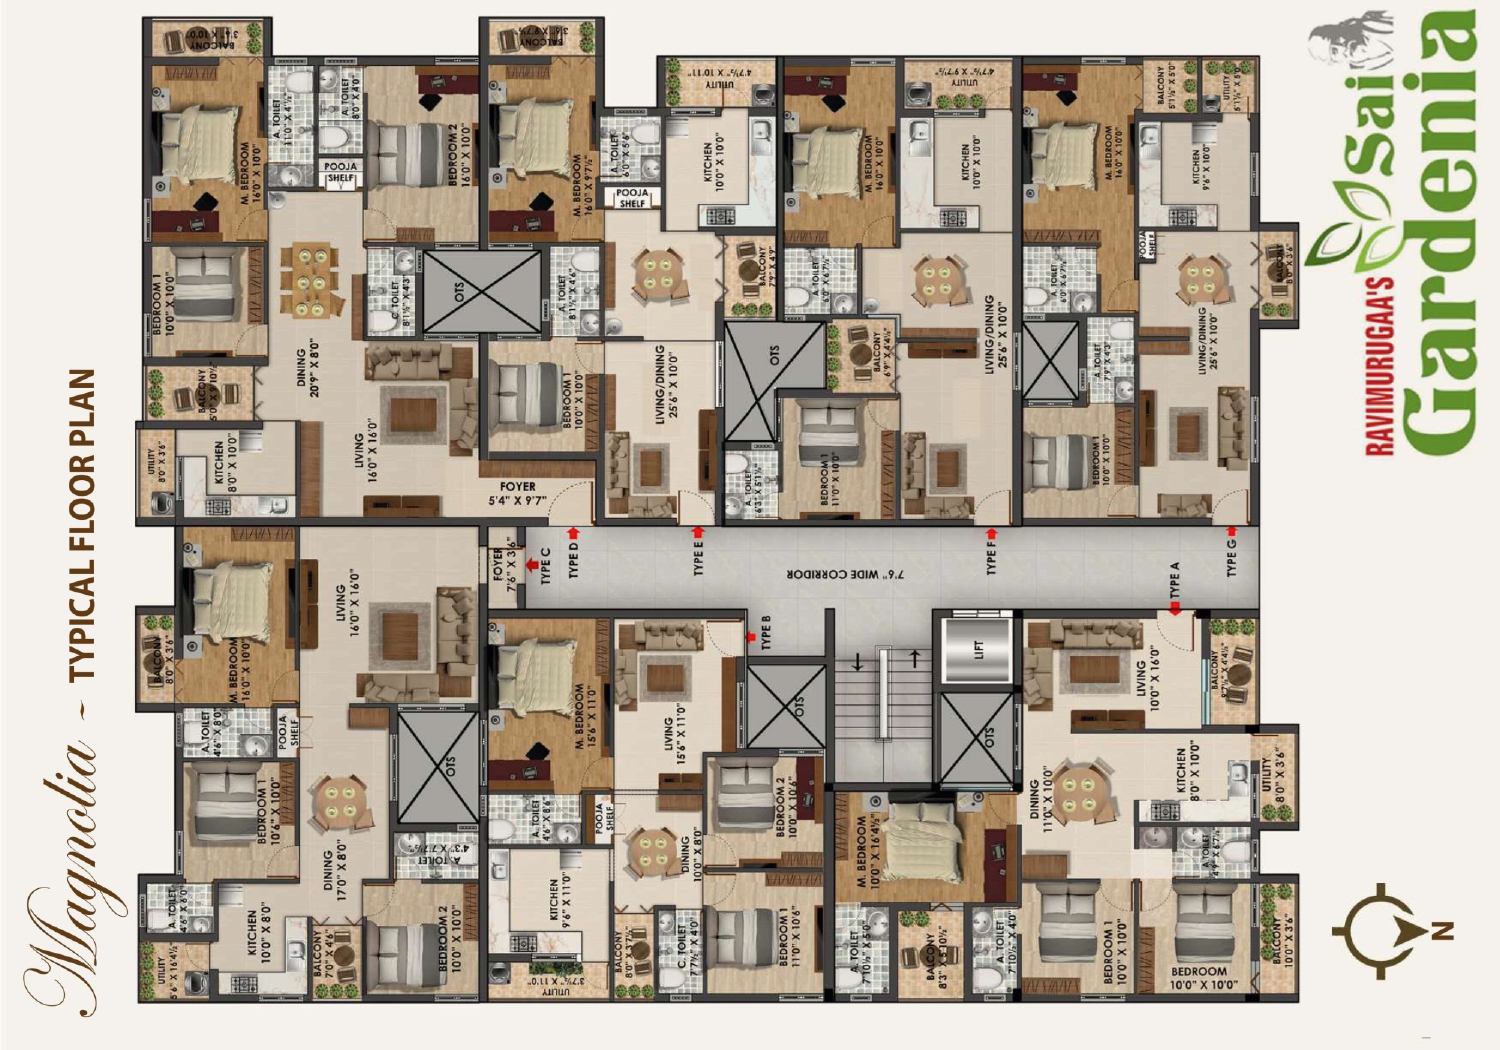 BALCONY
10'0" X 3'6"
M. BEDROOM
16'0" X 10'0"
A. TOILET
A. TOILET
8'0" X 4'0"
POOJA
SHELF
BEDROOM 2
16'0" X 10'0"
BEDROOM 1
10'0" X 10'0"
DINING
20'9" X 8'0"
C. TOILET
8'1½" X 4'3"
OTS
BALCONY
LIVING
16'0" X 16'0"
UTILITY
8'0" X 3'6"
KITCHEN
8'0" X 10'0"
FOYER
5'4" X 9'7"
BALCONY
M. BEDROOM
16'0" X 9'7½"
A. TOILET
6'0" X 5'6"
POOJA
SHELF
UTILITY
4'7½" X 10'11"
KITCHEN
10'0" X 10'0"
A. TOILET
8'1½" X 4'6"
BALCONY
7'9" X 4'9"
BEDROOM 1
10'0" X 10'0"
LIVING/DINING
25'6" X 10'0"
M. BEDROOM
16'0" X 10'0"
UTILITY
4'7½" X 9'7½"
KITCHEN
10'0" X 10'0"
A. TOILET
6'0" X 6'7½"
OTS
BALCONY
6'9" X 4'4½"
LIVING/DINING
25'6" X 10'0"
A. TOILET
6'3" X 5'1½"
BEDROOM 1
11'0" X 10'0"
M. BEDROOM
16'0" X 10'0"
BALCONY
5'1½" X 5'0"
UTILITY
6'1½" X 5'0"
KITCHEN
9'6" X 10'0"
POOJA
SHELF
A. TOILET
6'0" X 6'7½"
BALCONY
8'0" X 3'6"
A. TOILET
7'9" X 4'3"
LIVING/DINING
25'6" X 10'0"
BEDROOM 1
10'0" X 10'0"
FOYER
7'6" X 3'6"
TYPE C
TYPE D
TYPE E
TYPE F
TYPE G
TYPE A
TYPE B
7'6" WIDE CORRIDOR
LIFT
OTS
OTS
BALCONY
8'0" X 3'6"
M. BEDROOM
16'0" X 10'0"
LIVING
16'0" X 16'0"
A. TOILET
4'6" X 8'0"
POOJA
SHELF
OTS
BEDROOM 1
10'6" X 10'0"
DINING
17'0" X 8'0"
A. TOILET
4'3" X 7'7½"
A. TOILET
4'6" X 6'0"
KITCHEN
10'0" X 8'0"
UTILITY
5'6" X 16'4½"
BALCONY
7'0" X 4'6"
BEDROOM 2
10'0" X 10'0"
M. BEDROOM
15'6" X 11'0"
LIVING
15'6" X 11'0"
A. TOILET
4'6" X 8'6"
POOJA
SHELF
DINING
10'0" X 8'0"
BEDROOM 2
10'0" X 10'6"
KITCHEN
9'6" X 11'0"
UTILITY
3'7½" X 11'0"
BALCONY
8'0" X 3'7½"
C. TOILET
7'7½" X 4'0"
BEDROOM 1
11'0" X 10'6"
LIVING
10'0" X 16'0"
BALCONY
9'7½" X 4'4½"
DINING
11'0" X 10'0"
KITCHEN
8'0" X 10'0"
UTILITY
8'0" X 3'6"
M. BEDROOM
10'0" X 16'4½"
A. TOILET
4'9" X 6'7½"
A. TOILET
7'10½" X 5'0"
BALCONY
8'3" X 5'10½"
A. TOILET
7'10½" X 4'0"
BEDROOM 1
10'0" X 10'0"
BEDROOM
10'0" X 10'0"
BALCONY
10'0" X 3'6"
Magnolia ~ TYPICAL FLOOR PLAN
RAVIMURUGAA'S
Sai
Gardenia
N